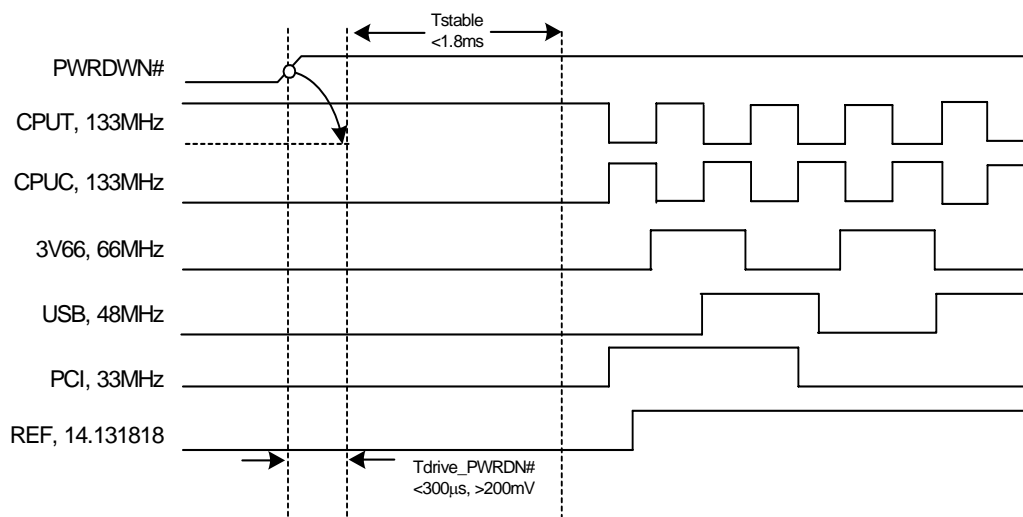 Tstable
<1.8ms
PWRDWN#
CPUT, 133MHz
CPUC, 133MHz
3V66, 66MHz
USB, 48MHz
PCI, 33MHz
REF, 14.131818
Tdrive_PWRDN#
<300μs, >200mV